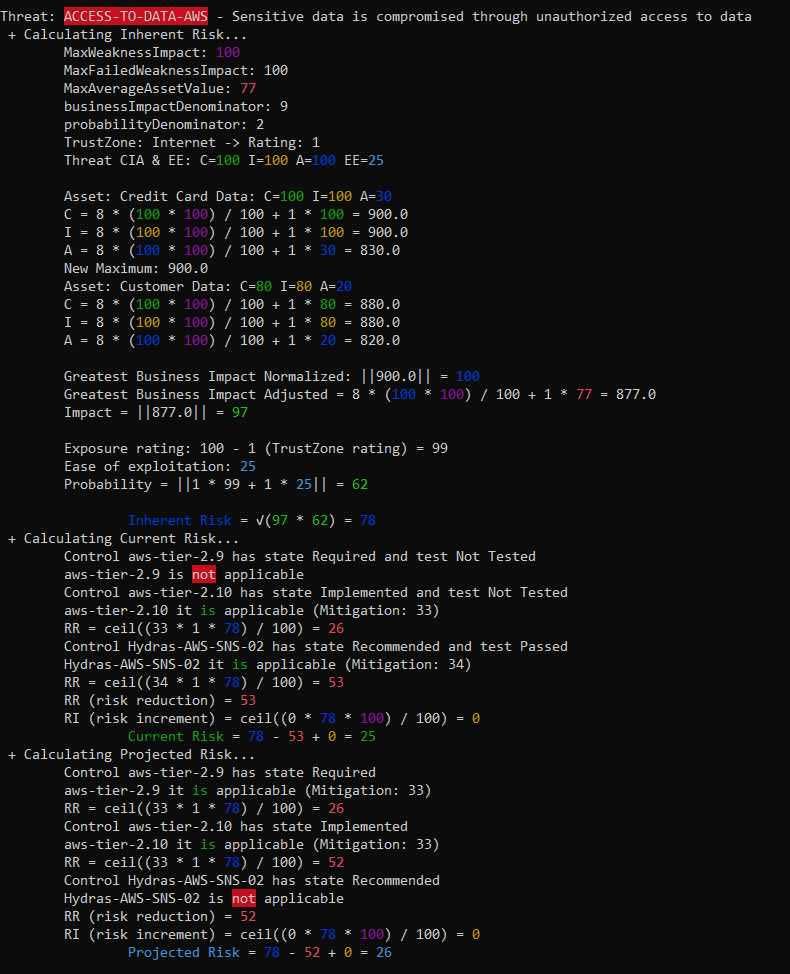 Threat: ACCESS-TO-DATA-AWS - Sensitive data is compromised through unauthorized access to data
+ Calculating Inherent Risk...
MaxWeaknessImpact: 100
MaxFailedWeaknessImpact: 100
MaxAverageAssetValue: 77
businessImpactDenominator: 9
probabilityDenominator: 2
TrustZone: Internet -> Rating: 1
Threat CIA & EE: C=100 I=100 A=100 EE=25
Asset: Credit Card Data: C=100 I=100 A=30
C = 8 * (100 * 100) / 100 + 1 * 100 = 900.0
I = 8 * (100 * 100) / 100 + 1 * 100 = 900.0
A = 8 * (100 * 100) / 100 + 1 * 30 = 830.0
New Maximum: 900.0
Asset: Customer Data: C=80 I=80 A=20
C = 8 * (100 * 100) / 100 + 1 * 80 = 880.0
I = 8 * (100 * 100) / 100 + 1 * 80 = 880.0
A = 8 * (100 * 100) / 100 + 1 * 20 = 820.0
Greatest Business Impact Normalized: ||900.0|| = 100
Greatest Business Impact Adjusted = 8 * (100 * 100) / 100 + 1 * 77 = 877.0
Impact = ||877.0|| = 97
Exposure rating: 100 - 1 (TrustZone rating) = 99
Ease of exploitation: 25
Probability = ||1 * 99 + 1 * 25|| = 62
Inherent Risk = √(97 * 62) = 78
+ Calculating Current Risk...
Control aws-tier-2.9 has state Required and test Not Tested
aws-tier-2.9 is not applicable
Control aws-tier-2.10 has state Implemented and test Not Tested
aws-tier-2.10 it is applicable (Mitigation: 33)
RR = ceil((33 * 1 * 78) / 100) = 26
Control Hydras-AWS-SNS-02 has state Recommended and test Passed
Hydras-AWS-SNS-02 it is applicable (Mitigation: 34)
RR = ceil((34 * 1 * 78) / 100) = 53
RR (risk reduction) = 53
RI (risk increment) = ceil((0 * 78 * 100) / 100) = 0
Current Risk = 78 - 53 + 0 = 25
+ Calculating Projected Risk...
Control aws-tier-2.9 has state Required
aws-tier-2.9 it is applicable (Mitigation: 33)
RR = ceil((33 * 1 * 78) / 100) = 26
Control aws-tier-2.10 has state Implemented
aws-tier-2.10 it is applicable (Mitigation: 33)
RR = ceil((33 * 1 * 78) / 100) = 52
Control Hydras-AWS-SNS-02 has state Recommended
Hydras-AWS-SNS-02 is not applicable
RR (risk reduction) = 52
RI (risk increment) = ceil((0 * 78 * 100) / 100) = 0
Projected Risk = 78 - 52 + 0 = 26